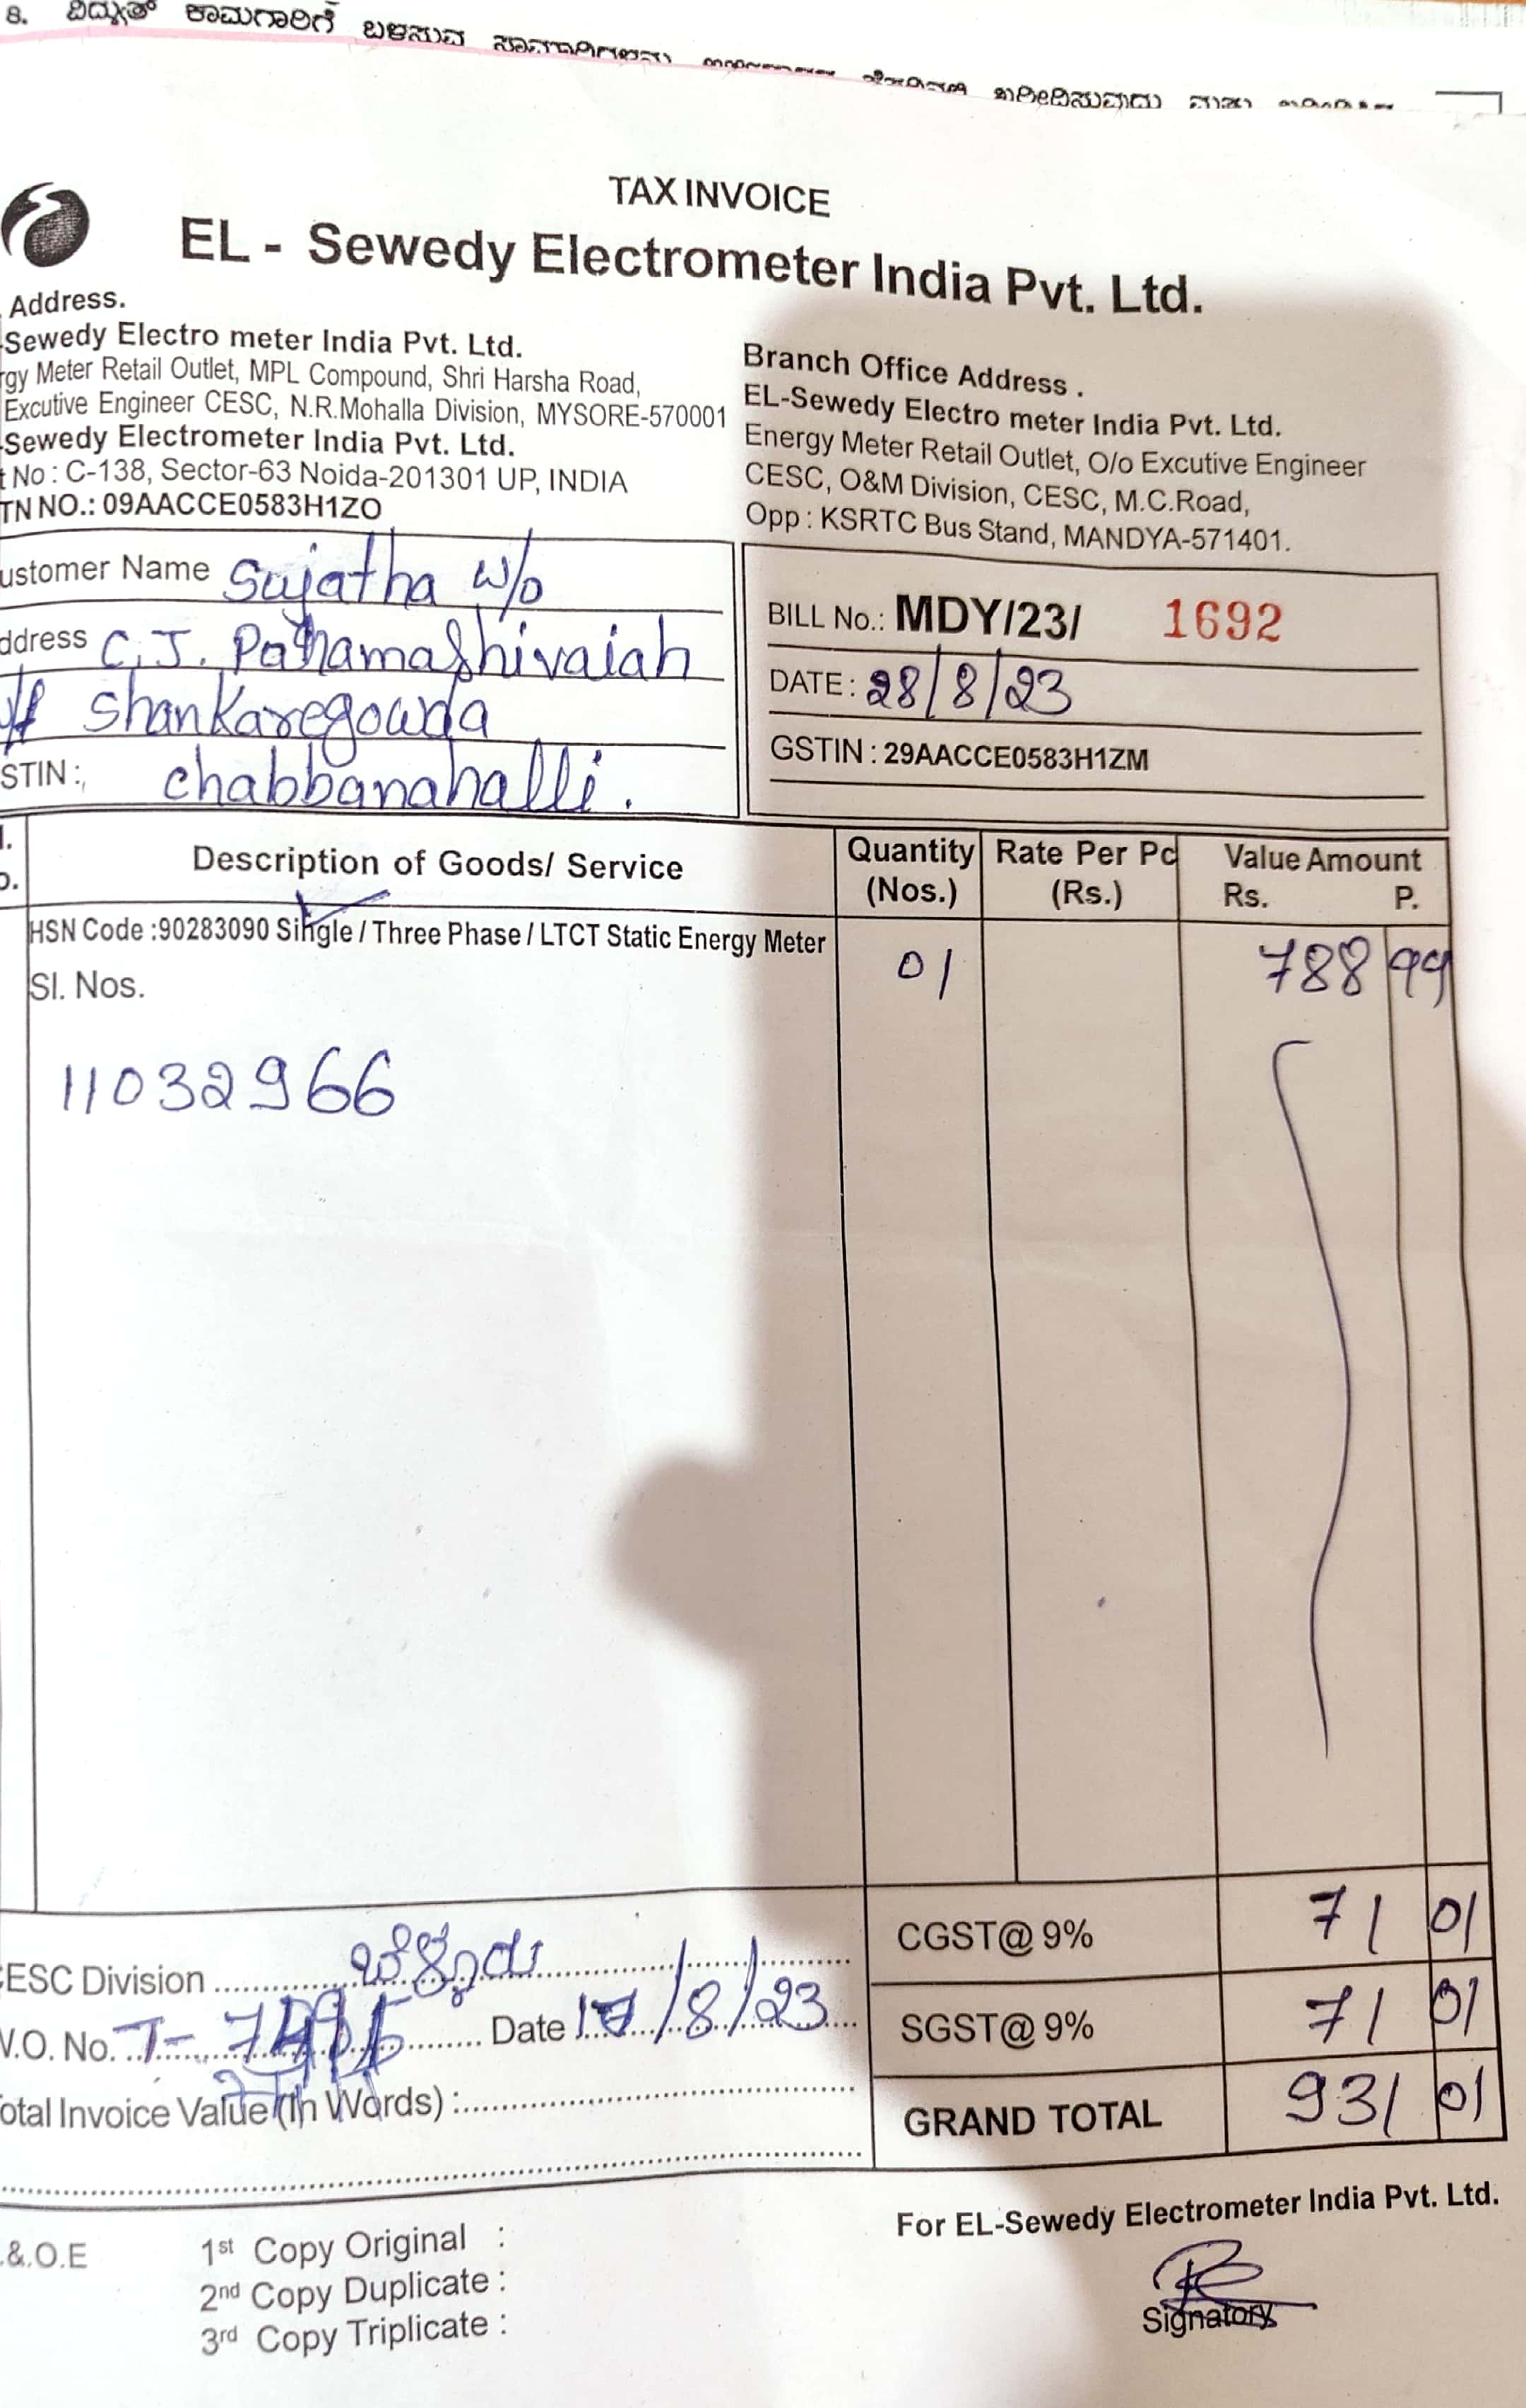 8. ವಿದ್ಯುತ್ ಕಾಮಗಾರಿಗೆ ಬಳಸುವ
TAX INVOICE
EL - Sewedy Electrometer India Pvt. Ltd.
Address.
Sewedy Electro meter India Pvt. Ltd.
gy Meter Retail Outlet, MPL Compound, Shri Harsha Road,
Excutive Engineer CESC, N.R.Mohalla Division, MYSORE-570001
Sewedy Electrometer India Pvt. Ltd.
No : C-138, Sector-63 Noida-201301 UP, INDIA
TN NO.: 09AACCE0583H1ZO
Branch Office Address .
EL-Sewedy Electro meter India Pvt. Ltd.
Energy Meter Retail Outlet, O/o Excutive Engineer
CESC, O&M Division, CESC, M.C.Road,
Opp : KSRTC Bus Stand, MANDYA-571401.
ustomer Name Sujatha w/o
ddress C.J.
Shankaregowda
STIN : chabbanahalli.
BILL No.: MDY/23/ 1692
DATE : 28/8/23
GSTIN : 29AACCE0583H1ZM
Description of Goods/ Service Quantity (Nos.) Rate Per Pc (Rs.) Value Amount Rs. P.
HSN Code :90283090 Single / Three Phase / LTCT Static Energy Meter 01 788 99
Sl. Nos.
11032966
CGST@ 9% 71 01
ESC Division
SGST@ 9% 71 01
.O. No. T- Date /8/23
GRAND TOTAL 931 01
otal Invoice Value (In Words) :
For EL-Sewedy Electrometer India Pvt. Ltd.
.&.O.E 1st Copy Original :
2nd Copy Duplicate :
3rd Copy Triplicate :
Signatory